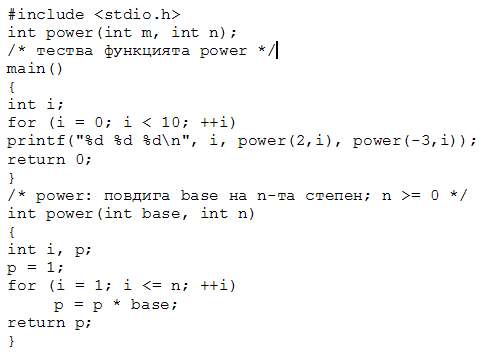 #include <stdio.h>
int power(int m, int n);
/* тества функцията power */
main()
{
int i;
for (i = 0; i < 10; ++i)
printf("%d %d %d\n", i, power(2,i), power(-3,i));
return 0;
}
/* power: повдига base на n-та степен; n >= 0 */
int power(int base, int n)
{
int i, p;
p = 1;
for (i = 1; i <= n; ++i)
     p = p * base;
return p;
}